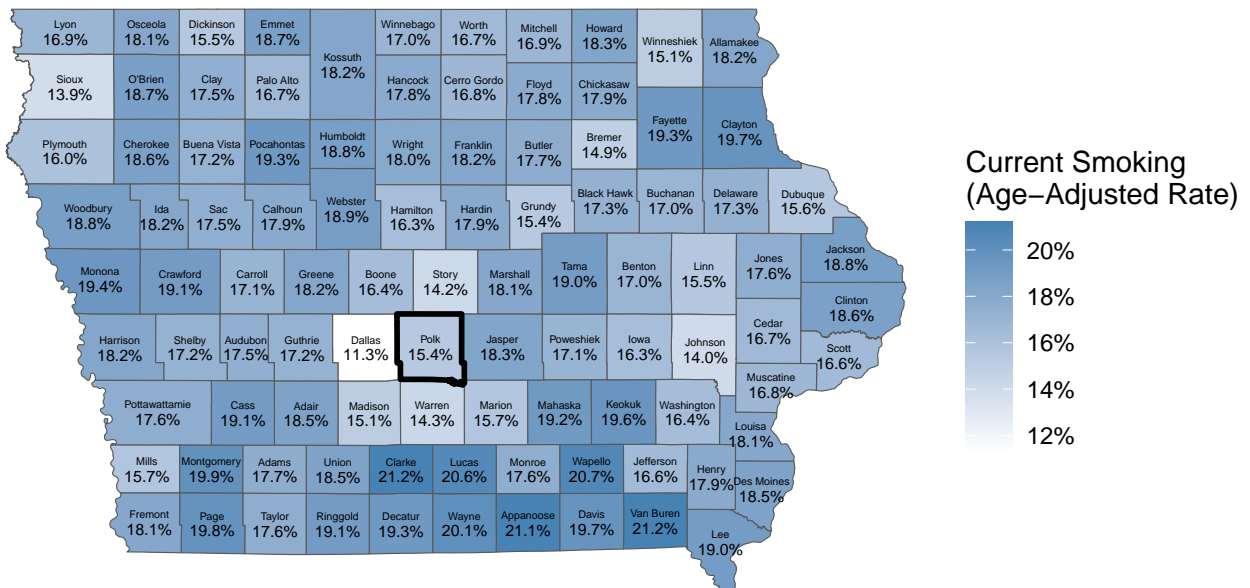 Lyon
16.9%
Osceola
18.1%
Dickinson
15.5%
Emmet
18.7%
Kossuth
18.2%
Winnebago
17.0%
Worth
16.7%
Mitchell
16.9%
Howard
18.3%
Winneshiek
15.1%
Allamakee
18.2%
Sioux
13.9%
O'Brien
18.7%
Clay
17.5%
Palo Alto
16.7%
Hancock
17.8%
Cerro Gordo
16.8%
Floyd
17.8%
Chickasaw
17.9%
Fayette
19.3%
Clayton
19.7%
Plymouth
16.0%
Cherokee
18.6%
Buena Vista
17.2%
Pocahontas
19.3%
Humboldt
18.8%
Wright
18.0%
Franklin
18.2%
Butler
17.7%
Bremer
14.9%
Woodbury
18.8%
Ida
18.2%
Sac
17.5%
Calhoun
17.9%
Webster
18.9%
Hamilton
16.3%
Hardin
17.9%
Grundy
15.4%
Black Hawk
17.3%
Buchanan
17.0%
Delaware
17.3%
Dubuque
15.6%
Monona
19.4%
Crawford
19.1%
Carroll
17.1%
Greene
18.2%
Boone
16.4%
Story
14.2%
Marshall
18.1%
Tama
19.0%
Benton
17.0%
Linn
15.5%
Jones
17.6%
Jackson
18.8%
Clinton
18.6%
Harrison
18.2%
Shelby
17.2%
Audubon
17.5%
Guthrie
17.2%
Dallas
11.3%
Polk
15.4%
Jasper
18.3%
Poweshiek
17.1%
Iowa
16.3%
Johnson
14.0%
Cedar
16.7%
Scott
16.6%
Muscatine
16.8%
Pottawattamie
17.6%
Cass
19.1%
Adair
18.5%
Madison
15.1%
Warren
14.3%
Marion
15.7%
Mahaska
19.2%
Keokuk
19.6%
Washington
16.4%
Louisa
18.1%
Mills
15.7%
Montgomery
19.9%
Adams
17.7%
Union
18.5%
Clarke
21.2%
Lucas
20.6%
Monroe
17.6%
Wapello
20.7%
Jefferson
16.6%
Henry
17.9%
Des Moines
18.5%
Fremont
18.1%
Page
19.8%
Taylor
17.6%
Ringgold
19.1%
Decatur
19.3%
Wayne
20.1%
Appanoose
21.1%
Davis
19.7%
Van Buren
21.2%
Lee
19.0%
Current Smoking
(Age−Adjusted Rate)
20%
18%
16%
14%
12%